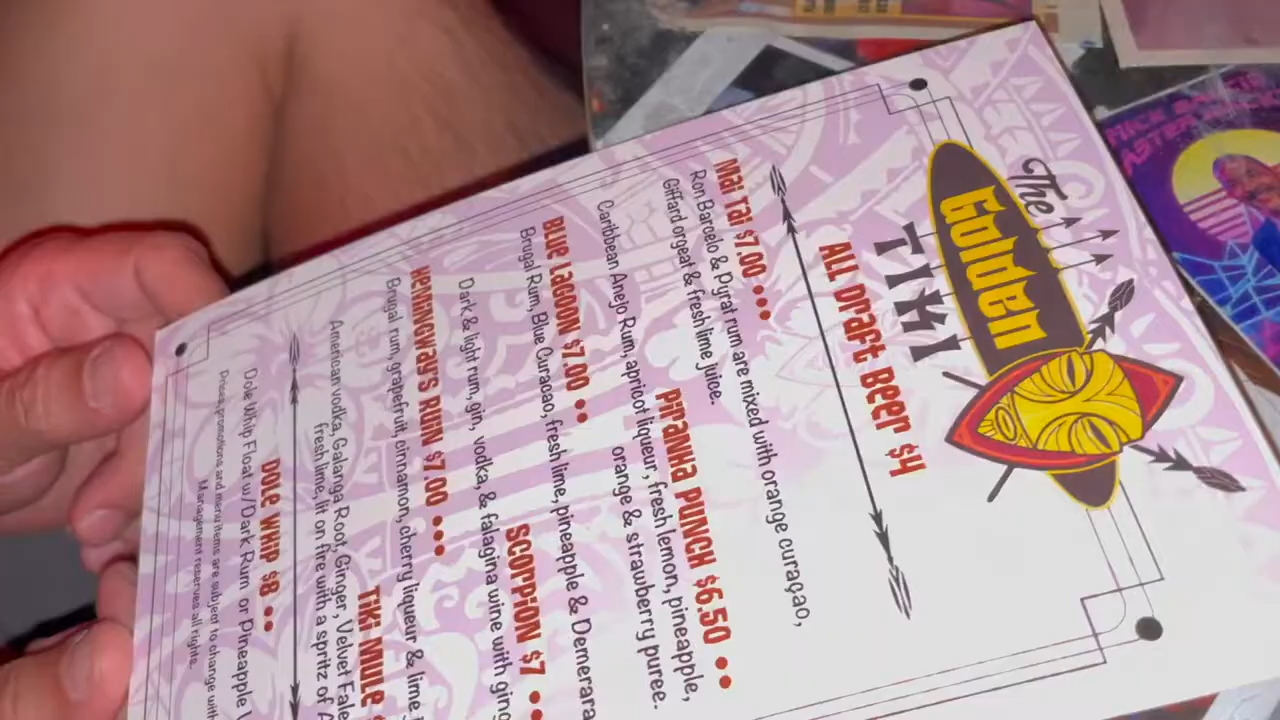 The
Golden
TIKI
ALL DRAFT BEER $4
MAI TAI $7.00 ••••
Ron Barcelo & Pyrat rum are mixed with orange curaçao,
Giffard orgeat & fresh lime juice.
PIRANHA PUNCH $6.50 ••
Caribbean Anejo Rum, apricot liqueur, fresh lemon, pineapple,
orange & strawberry puree.
BLUE LAGOON $7.00 ••
Brugal Rum, Blue Curacao, fresh lime, pineapple & Demerara
SCORPION $7 ••
Dark & light rum, gin, vodka, & falagina wine with
HEMINGWAY'S RUIN $7.00 •••
Brugal rum, grapefruit, cinnamon, cherry liqueur & lime
TIKI MULE
American vodka, Galanga Root, Ginger, Velvet
fresh lime, lit on fire with a spritz of
DOLE WHIP $8 ••
Dole Whip Float w/Dark Rum or Pineapple
Prices, promotions and menu items are subject to change with
Management reserves all rights.